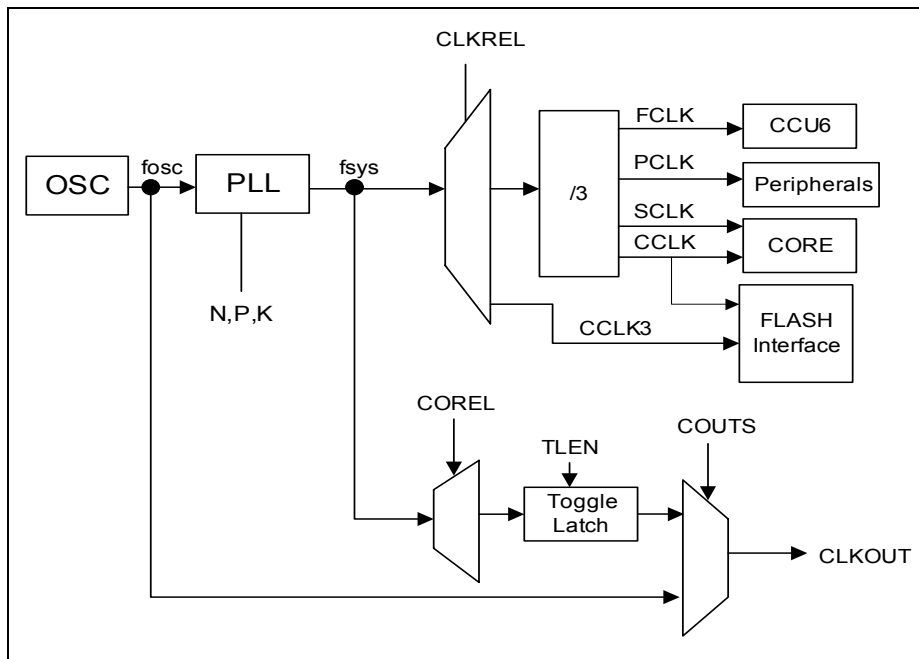 CLKREL
FCLK
CCU6
fosc
fsys
OSC
PLL
/3
PCLK
Peripherals
SCLK
CORE
CCLK
N,P,K
CCLK3
FLASH
Interface
COREL
COUTS
TLEN
Toggle
Latch
CLKOUT